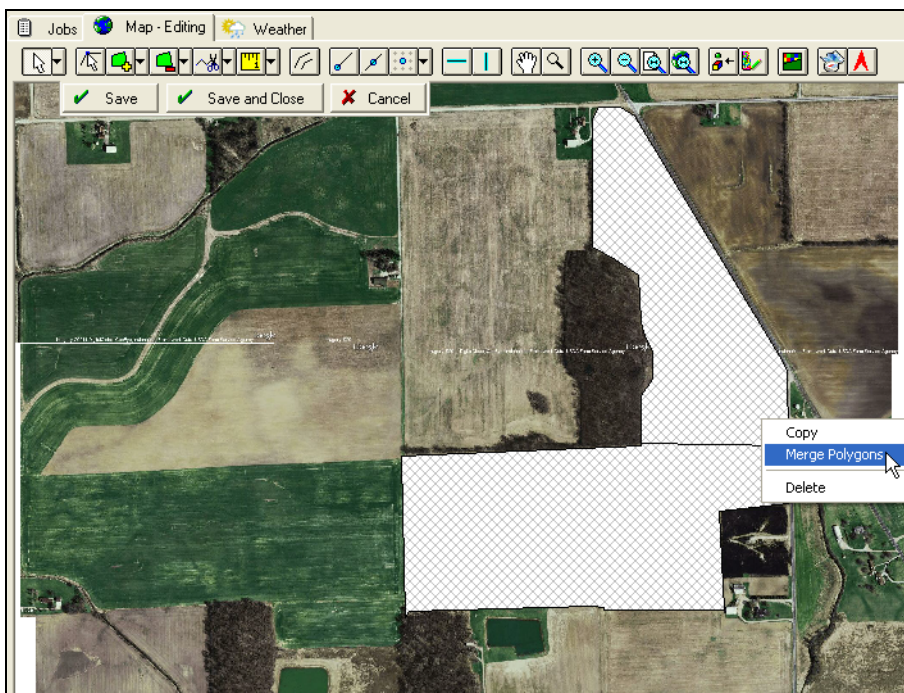 Jobs Map - Editing Weather
Save Save and Close Cancel
Copy
Merge Polygons
Delete